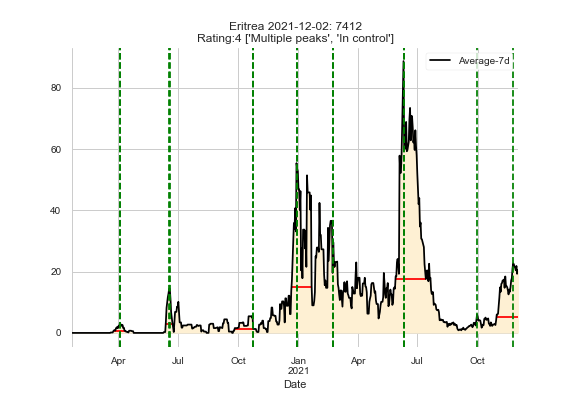 Eritrea 2021-12-02: 7412
Rating:4 ['Multiple peaks', 'In control']
Average-7d
80
60
40
20
0
Apr
Jul
Oct
Jan
2021
Apr
Jul
Oct
Date